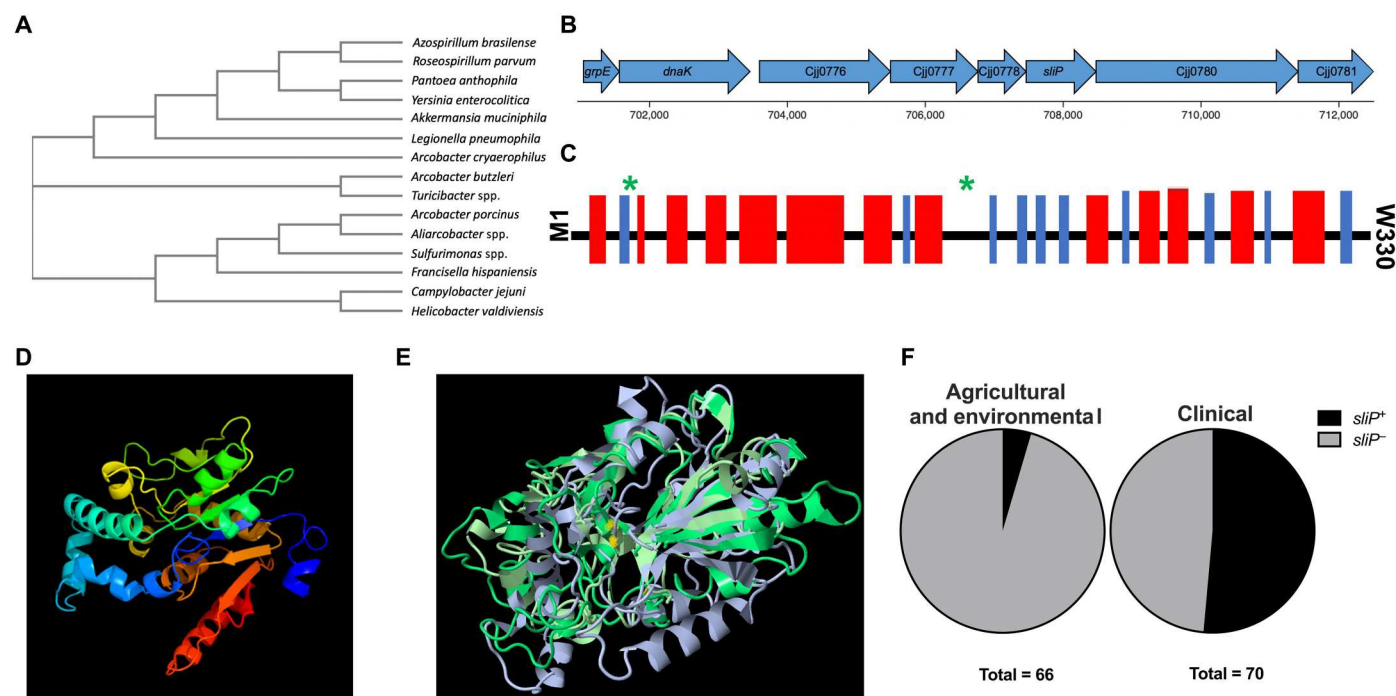 A
Azospirillum brasilense
Roseospirillum parvum
Pantoea anthophila
Yersinia enterocolitica
Akkermansia muciniphila
Legionella pneumophila
Arcobacter cryaerophilus
Arcobacter butzleri
Turicibacter spp.
Arcobacter porcinus
Aliarcobacter spp.
Sulfurimonas spp.
Francisella hispaniensis
Campylobacter jejuni
Helicobacter valdiviensis
B
grpE dnaK Cjj0776 Cjj0777 Cjj0778 sliP Cjj0780 Cjj0781
702,000 704,000 706,000 708,000 710,000 712,000
C
* *
M1 W330
D
E
F
Agricultural
and environmental
Clinical
sliP+
sliP–
Total = 66
Total = 70